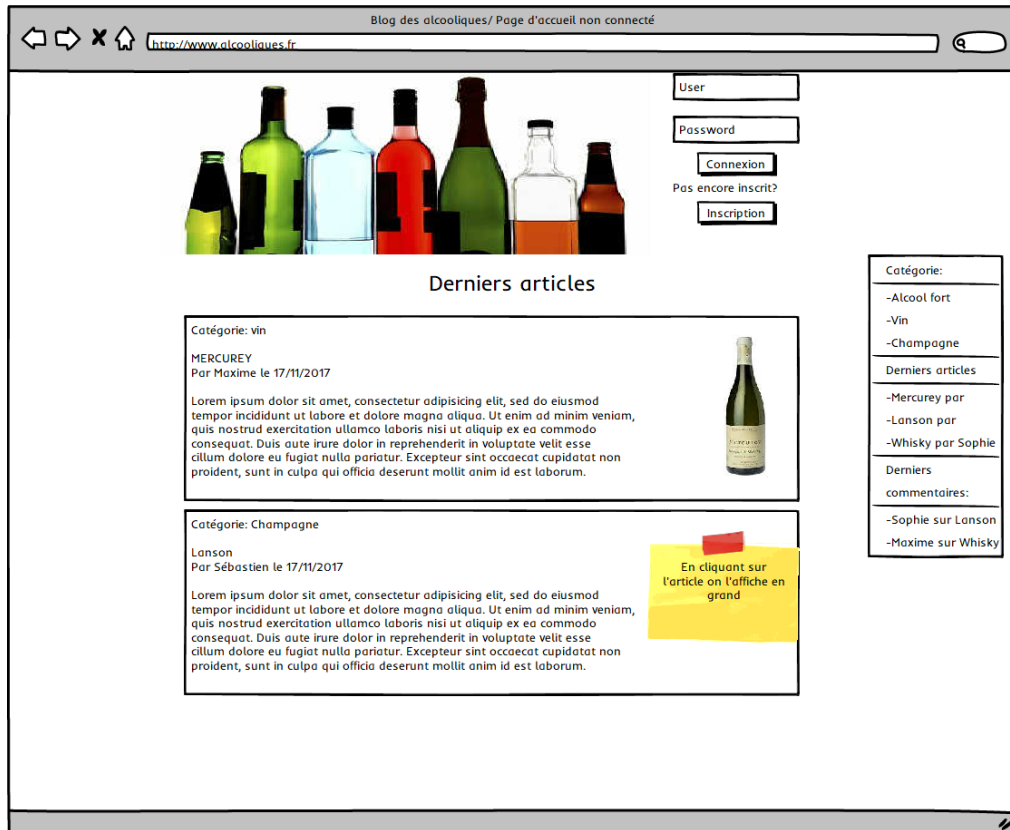 Blog des alcooliques/ Page d'accueil non connecté
http://www.alcooliques.fr
User
Password
Connexion
Pas encore inscrit?
Inscription
Derniers articles
Catégorie: vin
MERCUREY
Par Maxime le 17/11/2017
Lorem ipsum dolor sit amet, consectetur adipisicing elit, sed do eiusmod
tempor incididunt ut labore et dolore magna aliqua. Ut enim ad minim veniam,
quis nostrud exercitation ullamco laboris nisi ut aliquip ex ea commodo
consequat. Duis aute irure dolor in reprehenderit in voluptate velit esse
cillum dolore eu fugiat nulla pariatur. Excepteur sint occaecat cupidatat non
proident, sunt in culpa qui officia deserunt mollit anim id est laborum.
Catégorie: Champagne
Lanson
Par Sébastien le 17/11/2017
Lorem ipsum dolor sit amet, consectetur adipisicing elit, sed do eiusmod
tempor incididunt ut labore et dolore magna aliqua. Ut enim ad minim veniam,
quis nostrud exercitation ullamco laboris nisi ut aliquip ex ea commodo
consequat. Duis aute irure dolor in reprehenderit in voluptate velit esse
cillum dolore eu fugiat nulla pariatur. Excepteur sint occaecat cupidatat non
proident, sunt in culpa qui officia deserunt mollit anim id est laborum.
En cliquant sur
l'article on l'affiche en
grand
Catégorie:
-Alcool fort
-Vin
-Champagne
Derniers articles
-Mercurey par
-Lanson par
-Whisky par Sophie
Derniers
commentaires:
-Sophie sur Lanson
-Maxime sur Whisky